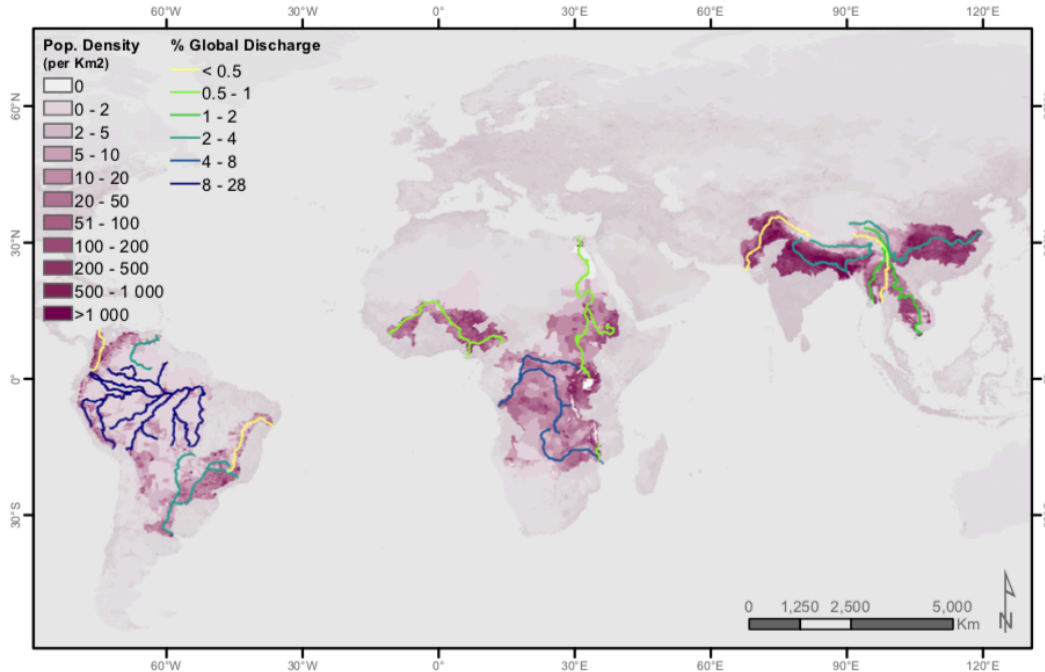 60°W 30°W 0° 30°E 60°E 90°E 120°E
Pop. Density
(per Km2)
0
0 - 2
2 - 5
5 - 10
10 - 20
20 - 50
51 - 100
100 - 200
200 - 500
500 - 1 000
>1 000
% Global Discharge
< 0.5
0.5 - 1
1 - 2
2 - 4
4 - 8
8 - 28
60°N
30°N
0°
30°S
0 1,250 2,500 5,000
Km
N
60°W 30°W 0° 30°E 60°E 90°E 120°E